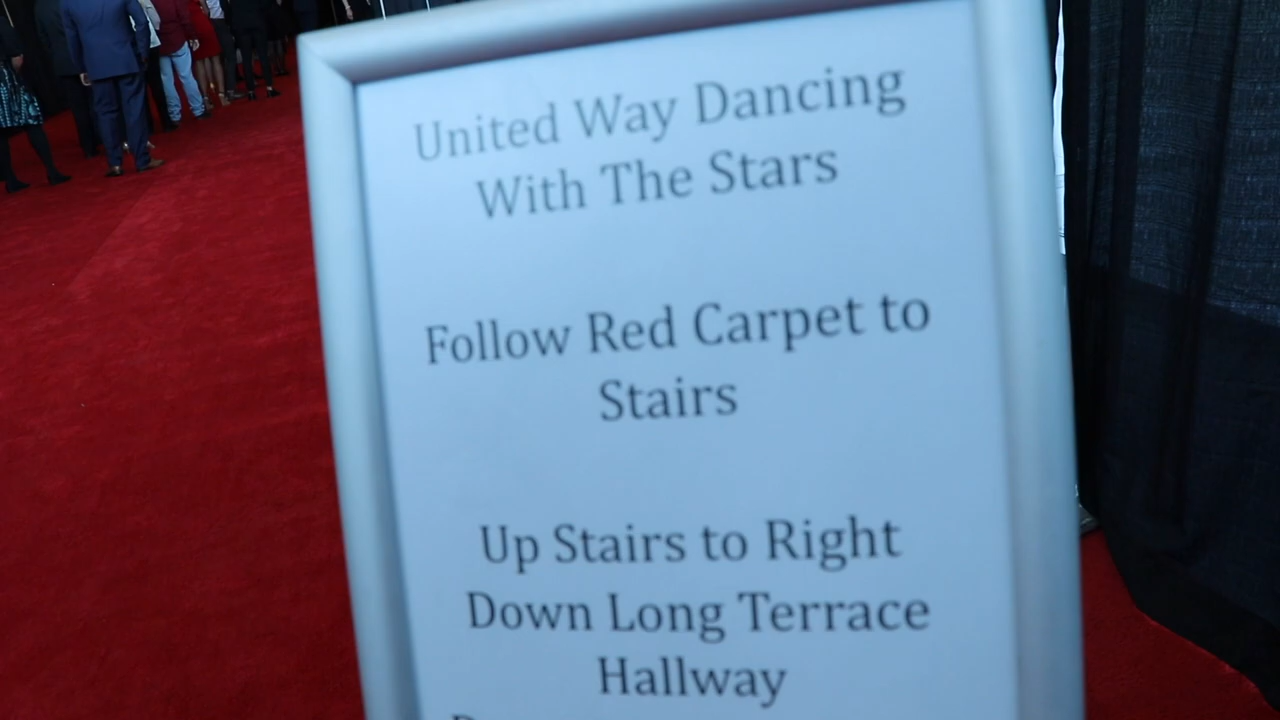 United Way Dancing
With The Stars
Follow Red Carpet to
Stairs
Up Stairs to Right
Down Long Terrace
Hallway